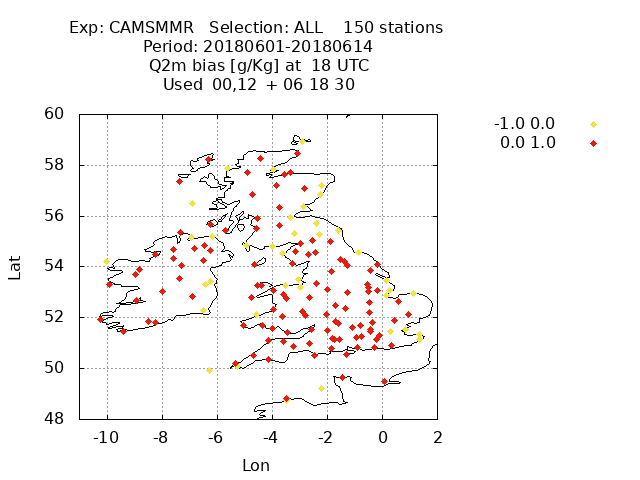 Exp: CAMSMMR Selection: ALL 150 stations
Period: 20180601-20180614
Q2m bias [g/Kg] at 18 UTC
Used 00,12 + 06 18 30
-1.0 0.0
0.0 1.0
60
58
56
54
52
50
48
Lat
-10 -8 -6 -4 -2 0 2
Lon